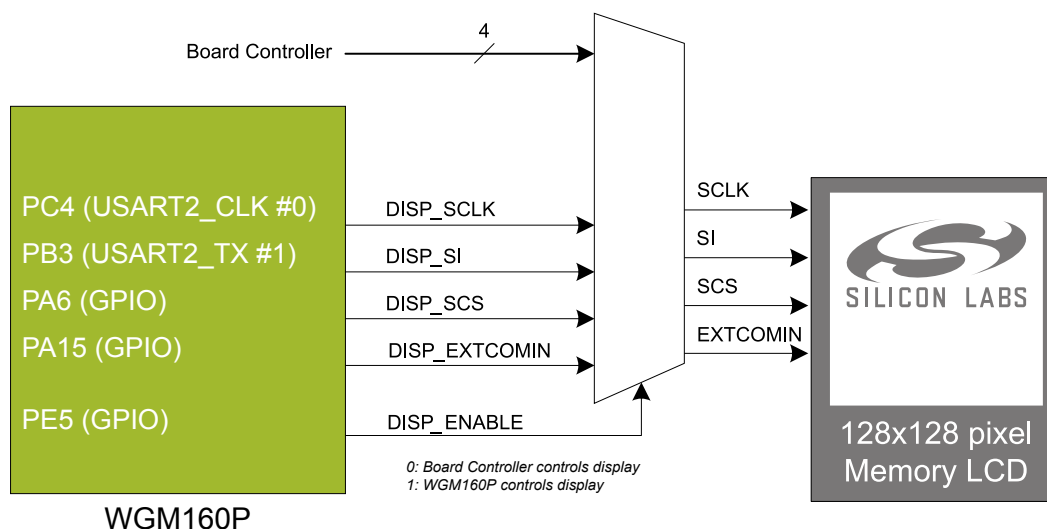 4
Board Controller
PC4 (USART2_CLK #0)
PB3 (USART2_TX #1)
PA6 (GPIO)
PA15 (GPIO)
PE5 (GPIO)
WGM160P
DISP_SCLK
DISP_SI
DISP_SCS
DISP_EXTCOMIN
DISP_ENABLE
0: Board Controller controls display
1: WGM160P controls display
SCLK
SI
SCS
EXTCOMIN
SILICON LABS
128x128 pixel
Memory LCD